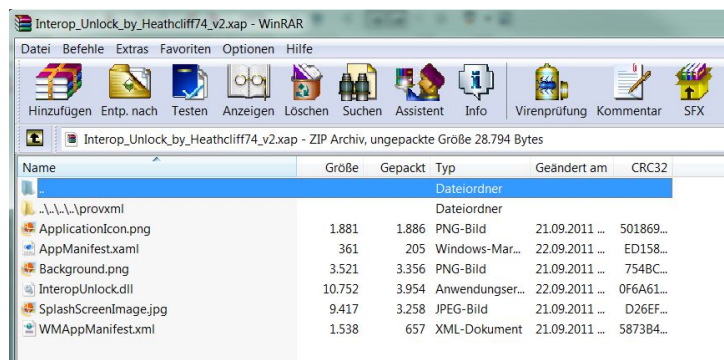 Interop_Unlock_by_Heathcliff74_v2.xap - WinRAR
Datei Befehle Extras Favoriten Optionen Hilfe
Hinzufügen Entp. nach Testen Anzeigen Löschen Suchen Assistent Info Virenprüfung Kommentar SFX
Interop_Unlock_by_Heathcliff74_v2.xap - ZIP Archiv, ungepackte Größe 28.794 Bytes
Name Größe Gepackt Typ Geändert am CRC32
.. Dateiordner
..\..\..\..\provxml Dateiordner
ApplicationIcon.png 1.881 1.886 PNG-Bild 21.09.2011 ... 501869...
AppManifest.xaml 361 205 Windows-Mar... 22.09.2011 ... ED158...
Background.png 3.521 3.356 PNG-Bild 21.09.2011 ... 754BC...
InteropUnlock.dll 10.752 3.954 Anwendungser... 22.09.2011 ... 0F6A61...
SplashScreenImage.jpg 9.417 3.258 JPEG-Bild 21.09.2011 ... D26EF...
WMAppManifest.xml 1.538 657 XML-Dokument 21.09.2011 ... 5873B4...